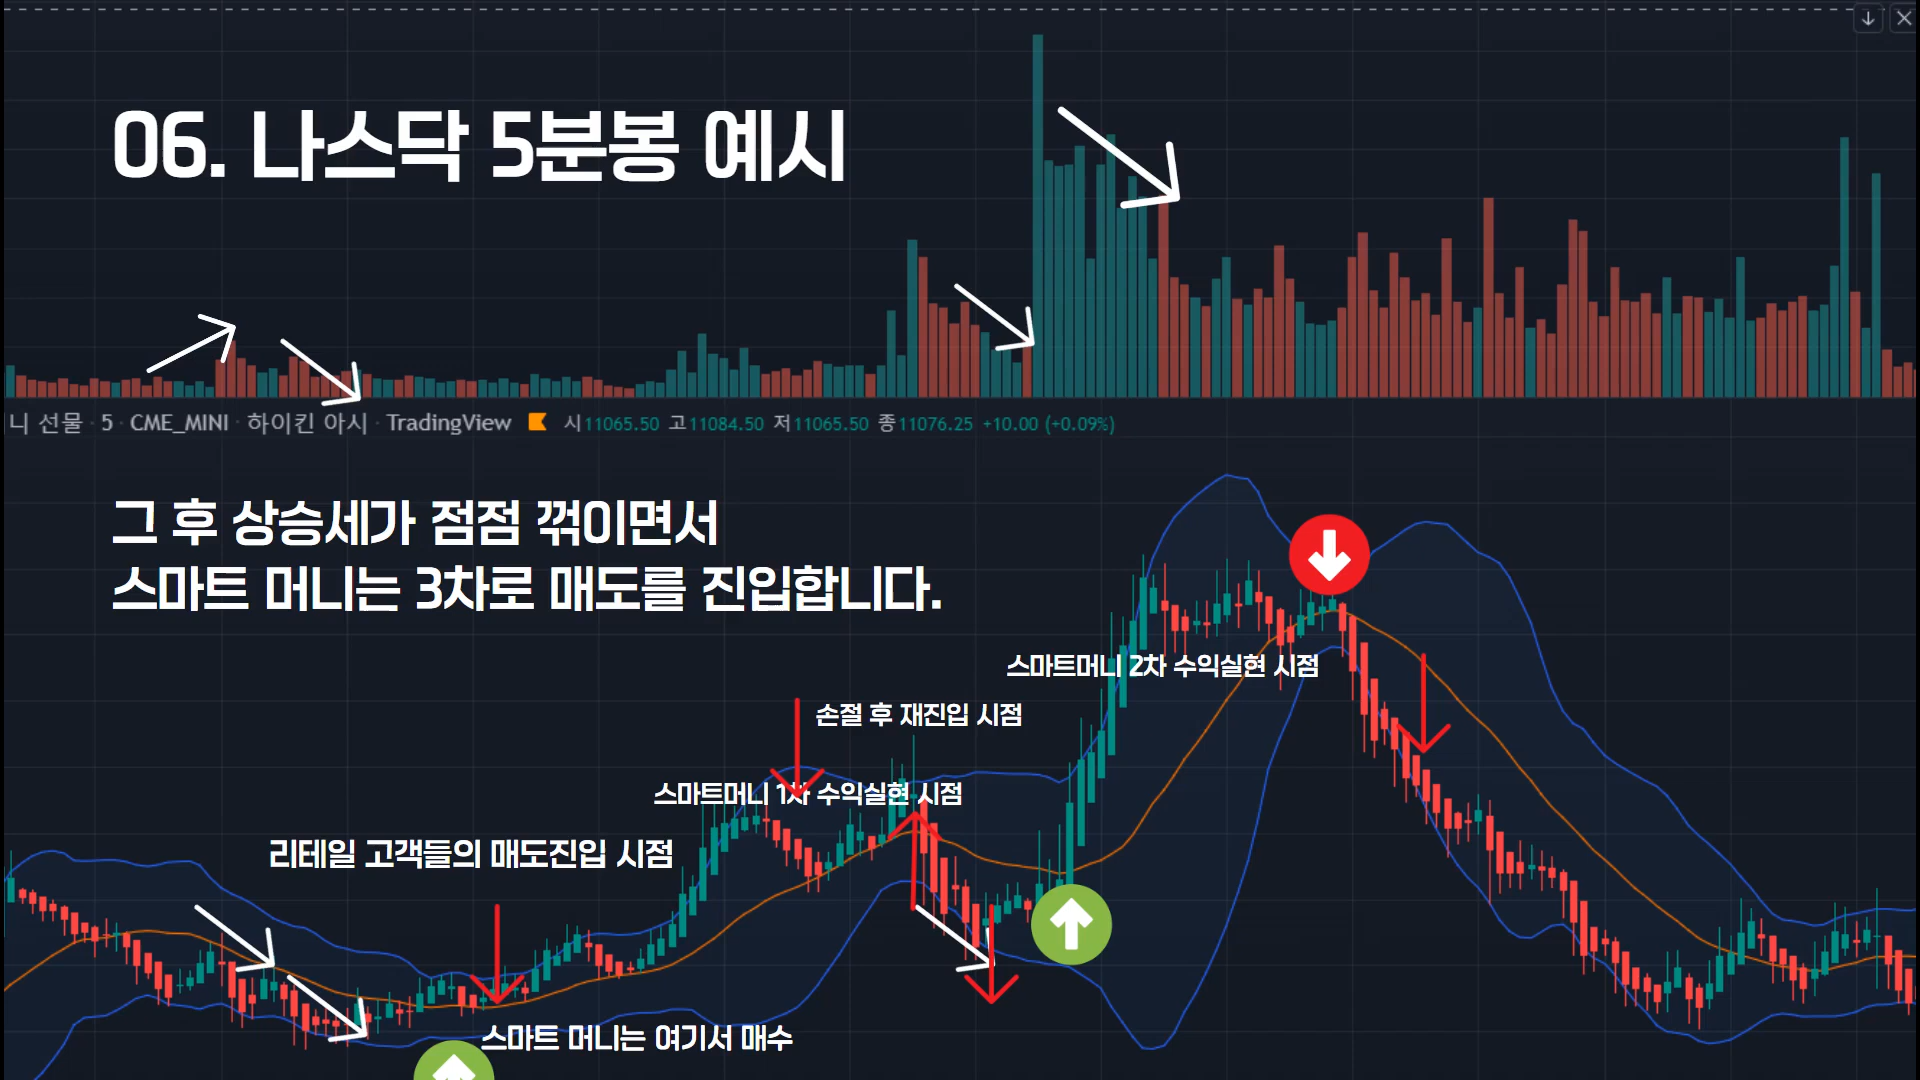 06. 나스닥 5분봉 예시
니 선물 · 5 · CME_MINI · 하이킨 아시 · TradingView 시11065.50 고11084.50 저11065.50 종11076.25 +10.00 (+0.09%)
그 후 상승세가 점점 꺾이면서
스마트 머니는 3차로 매도를 진입합니다.
스마트머니 2차 수익실현 시점
손절 후 재진입 시점
스마트머니 1차 수익실현 시점
리테일 고객들의 매도진입 시점
스마트 머니는 여기서 매수